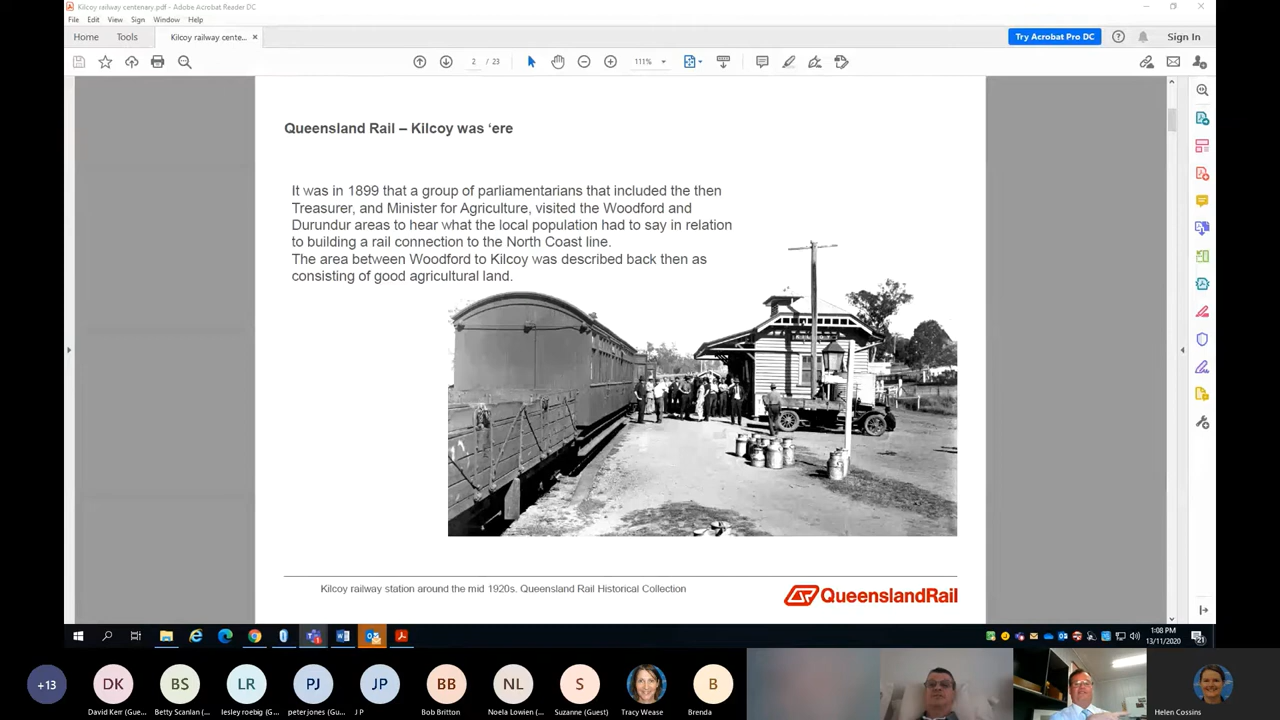 Kilcoy railway centenary.pdf - Adobe Acrobat Reader DC
File Edit View Sign Window Help
Home Tools Kilcoy railway cente... × Try Acrobat Pro DC Sign In
2 / 23 111%
Queensland Rail – Kilcoy was ‘ere
It was in 1899 that a group of parliamentarians that included the then
Treasurer, and Minister for Agriculture, visited the Woodford and
Durundur areas to hear what the local population had to say in relation
to building a rail connection to the North Coast line.
The area between Woodford to Kilcoy was described back then as
consisting of good agricultural land.
Kilcoy railway station around the mid 1920s. Queensland Rail Historical Collection
QueenslandRail
1:08 PM
13/11/2020
21
+13 DK BS LR PJ JP BB NL S B
David Kerr (Gue... Betty Scanlan (... lesley roebig (G... peter jones (Gu... J P Bob Britton Noela Lowien (... Suzanne (Guest) Tracy Wease Brenda Helen Cossins